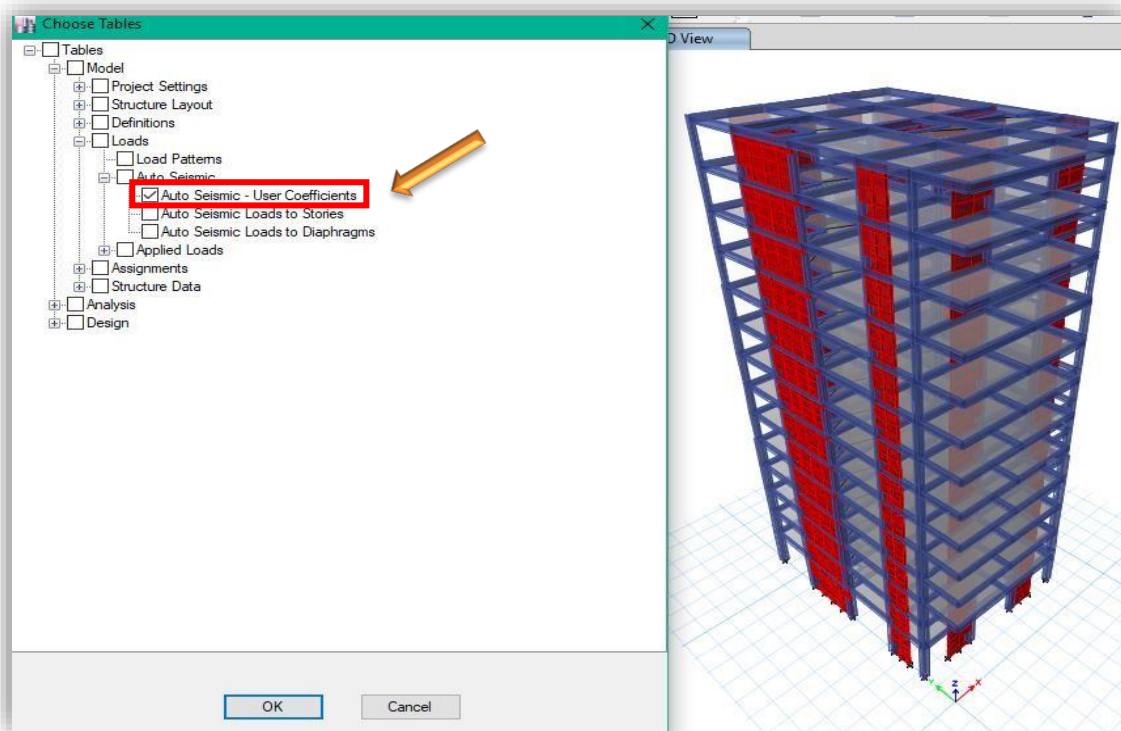 Choose Tables
D View
Tables
Model
Project Settings
Structure Layout
Definitions
Loads
Load Patterns
Auto Seismic
Auto Seismic - User Coefficients
Auto Seismic Loads to Stories
Auto Seismic Loads to Diaphragms
Applied Loads
Assignments
Structure Data
Analysis
Design
OK
Cancel
Y
Z
X